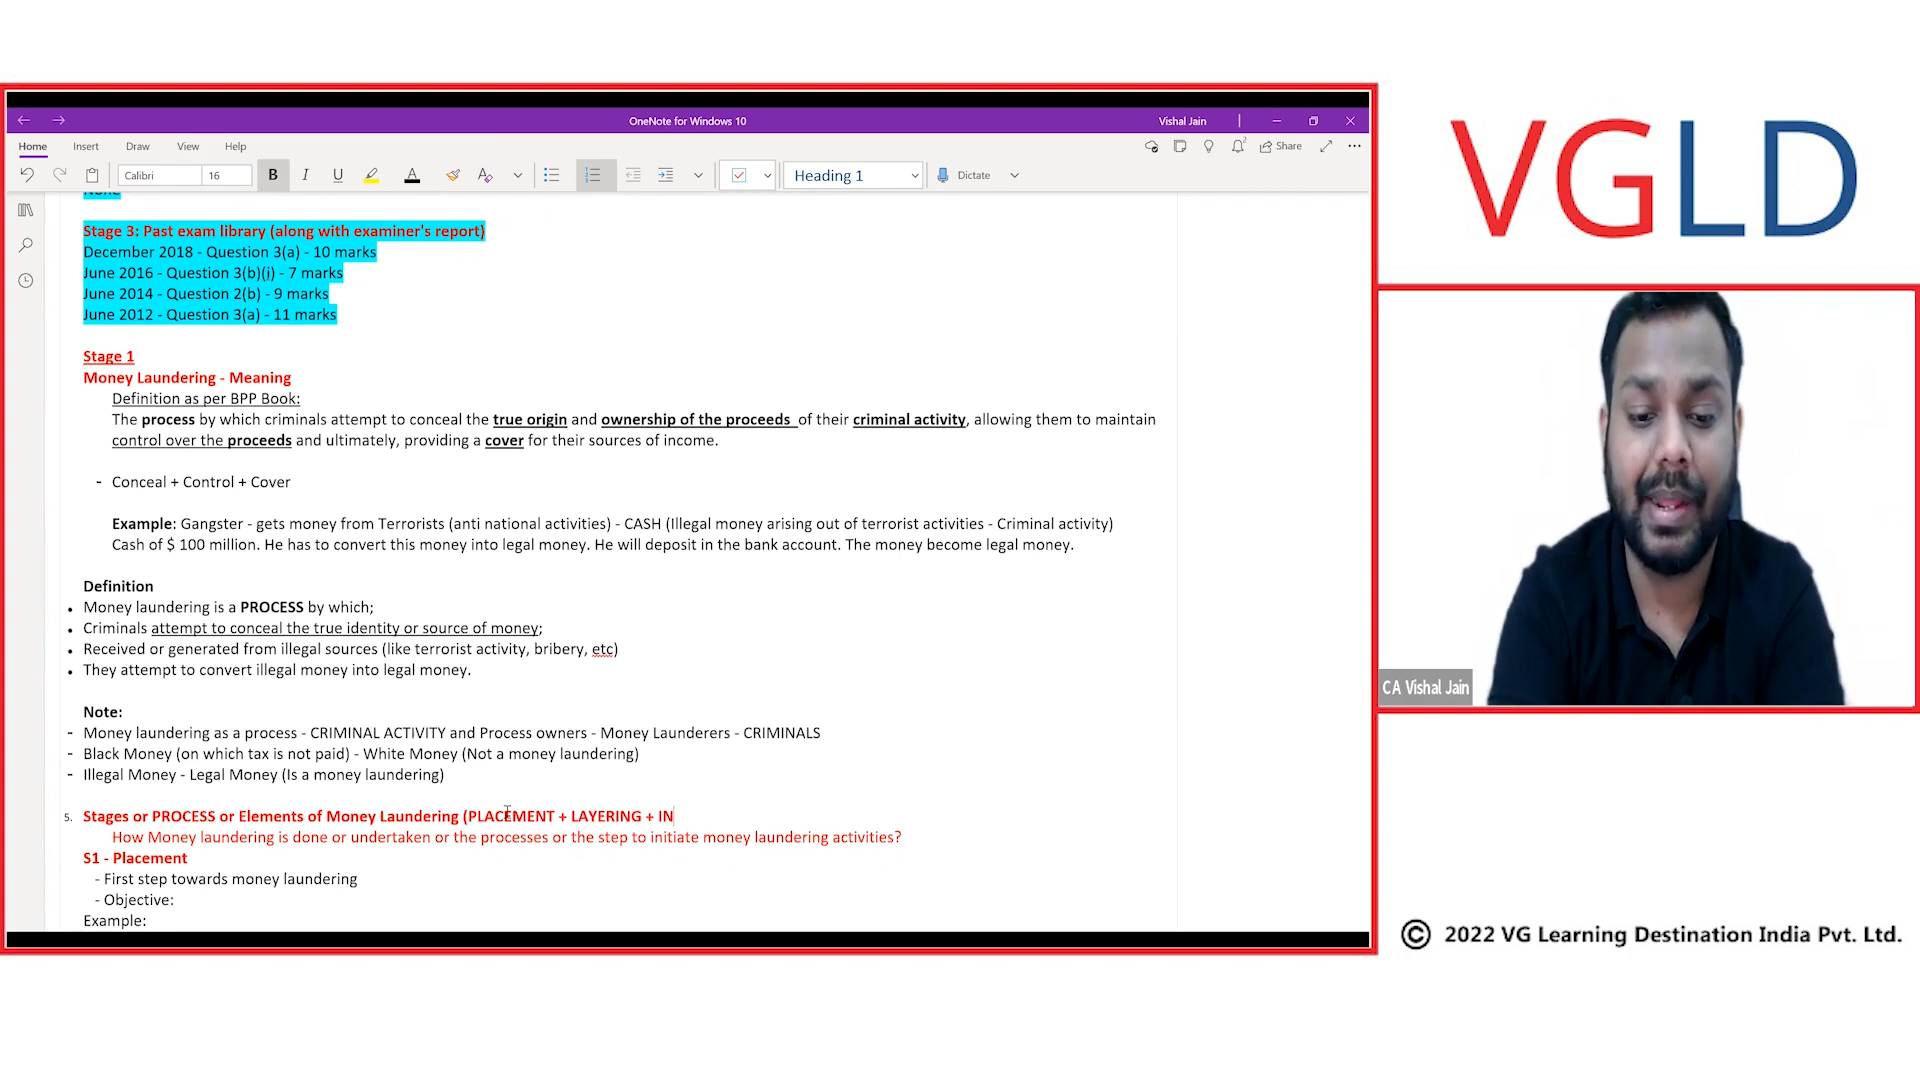 OneNote for Windows 10
Vishal Jain
Home
Insert
Draw
View
Help
Share
Calibri
16
B
I
U
A
Heading 1
Dictate
None
Stage 3: Past exam library (along with examiner's report)
December 2018 - Question 3(a) - 10 marks
June 2016 - Question 3(b)(i) - 7 marks
June 2014 - Question 2(b) - 9 marks
June 2012 - Question 3(a) - 11 marks
Stage 1
Money Laundering - Meaning
Definition as per BPP Book:
The process by which criminals attempt to conceal the true origin and ownership of the proceeds of their criminal activity, allowing them to maintain
control over the proceeds and ultimately, providing a cover for their sources of income.
- Conceal + Control + Cover
Example: Gangster - gets money from Terrorists (anti national activities) - CASH (Illegal money arising out of terrorist activities - Criminal activity)
Cash of $ 100 million. He has to convert this money into legal money. He will deposit in the bank account. The money become legal money.
Definition
• Money laundering is a PROCESS by which;
• Criminals attempt to conceal the true identity or source of money;
• Received or generated from illegal sources (like terrorist activity, bribery, etc)
• They attempt to convert illegal money into legal money.
Note:
- Money laundering as a process - CRIMINAL ACTIVITY and Process owners - Money Launderers - CRIMINALS
- Black Money (on which tax is not paid) - White Money (Not a money laundering)
- Illegal Money - Legal Money (Is a money laundering)
5. Stages or PROCESS or Elements of Money Laundering (PLACEMENT + LAYERING + IN
How Money laundering is done or undertaken or the processes or the step to initiate money laundering activities?
S1 - Placement
- First step towards money laundering
- Objective:
Example:
VGLD
CA Vishal Jain
© 2022 VG Learning Destination India Pvt. Ltd.